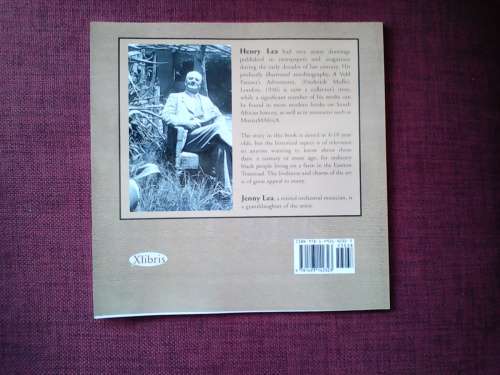 Henry Lea had very many drawings
published in newspapers and magazines
during the early decades of last century. His
profusely illustrated autobiography, A Veld
Farmer's Adventures, (Frederick Muller,
London, 1936) is now a collector's item,
while a significant number of his works can
be found in more modern books on South
African history, as well as in museums such as
MuseumAfricA.
The story in this book is aimed at 6-10 year
olds, but the historical aspect is of relevance
to anyone wanting to know about those
days, a century or more ago, for ordinary
black people living on a farm in the Eastern
Transvaal. The liveliness and charm of the art
is of great appeal to many.
Jenny Lea, a retired orchestral musician, is
a granddaughter of the artist.
Xlibris